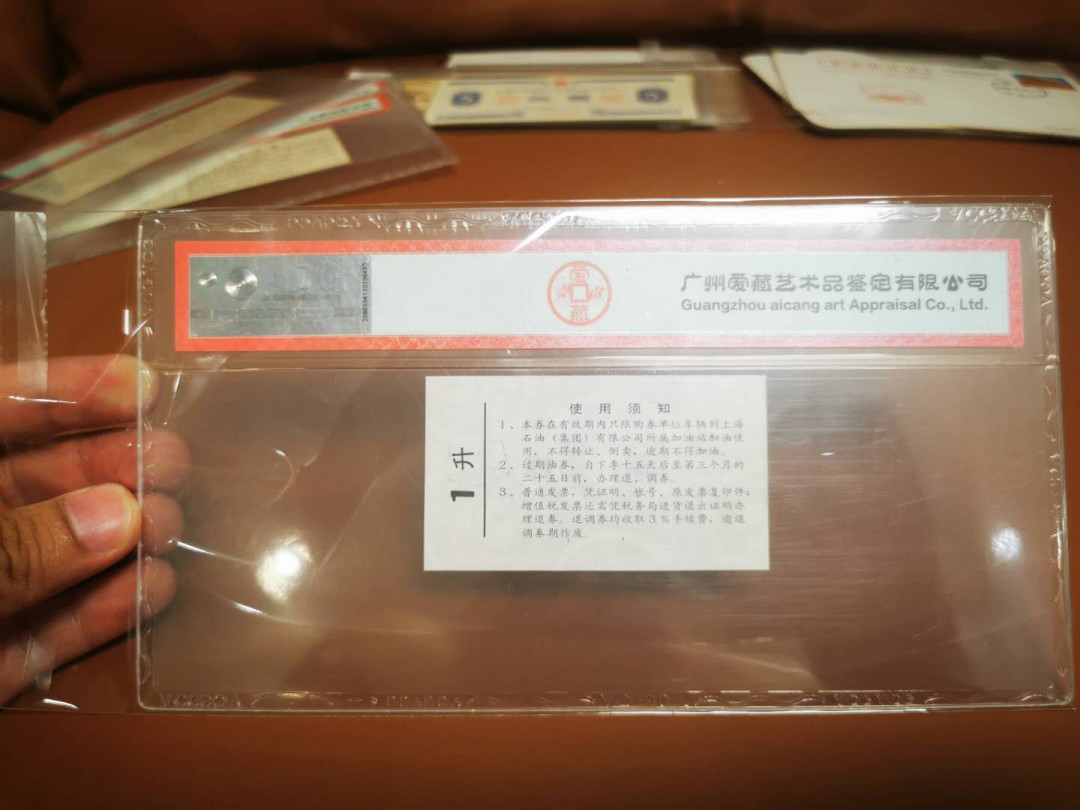 爱藏
广州爱藏艺术品鉴定有限公司
Guangzhou aicang art Appraisal Co., Ltd.
1升
使用须知
1、本券在有效期内只限购券单位车辆到上海
石油（集团）有限公司所属加油站加油使
用，不得转让、倒卖，逾期不得加油。
2、过期油券，自下季十五天后至第三个月的
二十五日前，办理退、调券。
3、普通发票，凭证明、帐号、原发票复印件；
增值税发票还需凭税务局进货退出证明办
理退券。退调券均收取3%手续费，逾退
调券期作废。